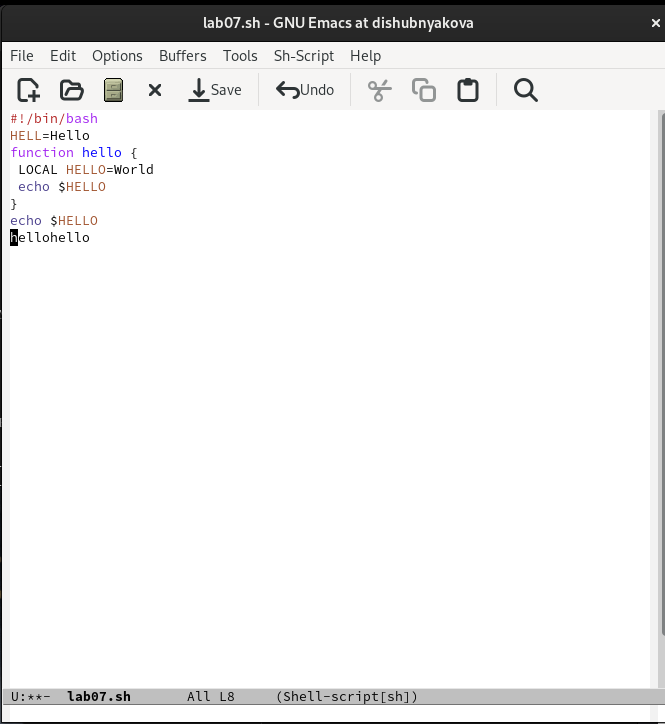 lab07.sh - GNU Emacs at dishubnyakova
File Edit Options Buffers Tools Sh-Script Help
Save Undo
#!/bin/bash
HELL=Hello
function hello {
 LOCAL HELLO=World
 echo $HELLO
}
echo $HELLO
hellohello
U:**- lab07.sh All L8 (Shell-script[sh])